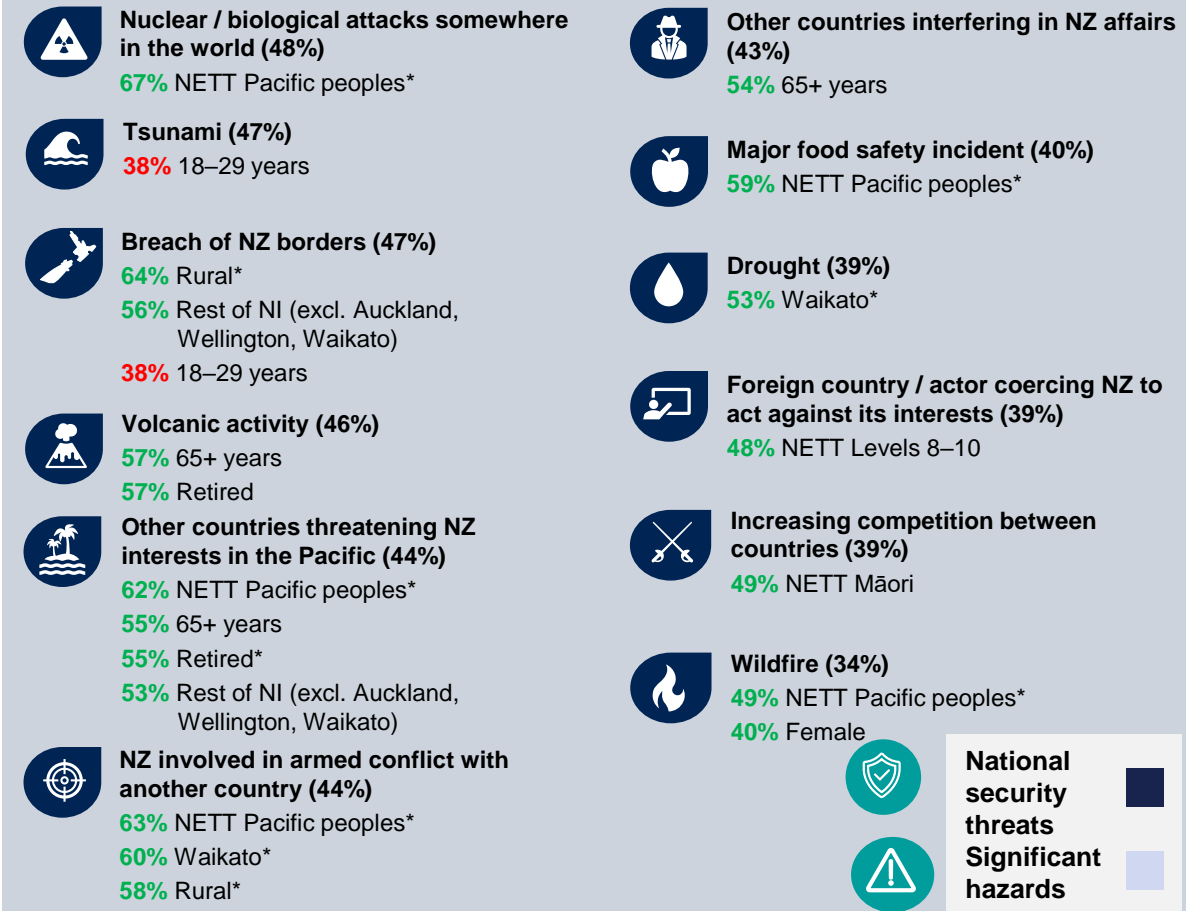 Nuclear / biological attacks somewhere
in the world (48%)
67% NETT Pacific peoples*
Tsunami (47%)
38% 18–29 years
Breach of NZ borders (47%)
64% Rural*
56% Rest of NI (excl. Auckland,
Wellington, Waikato)
38% 18–29 years
Volcanic activity (46%)
57% 65+ years
57% Retired
Other countries threatening NZ
interests in the Pacific (44%)
62% NETT Pacific peoples*
55% 65+ years
55% Retired*
53% Rest of NI (excl. Auckland,
Wellington, Waikato)
NZ involved in armed conflict with
another country (44%)
63% NETT Pacific peoples*
60% Waikato*
58% Rural*
Other countries interfering in NZ affairs
(43%)
54% 65+ years
Major food safety incident (40%)
59% NETT Pacific peoples*
Drought (39%)
53% Waikato*
Foreign country / actor coercing NZ to
act against its interests (39%)
48% NETT Levels 8–10
Increasing competition between
countries (39%)
49% NETT Māori
Wildfire (34%)
49% NETT Pacific peoples*
40% Female
National
security
threats
Significant
hazards